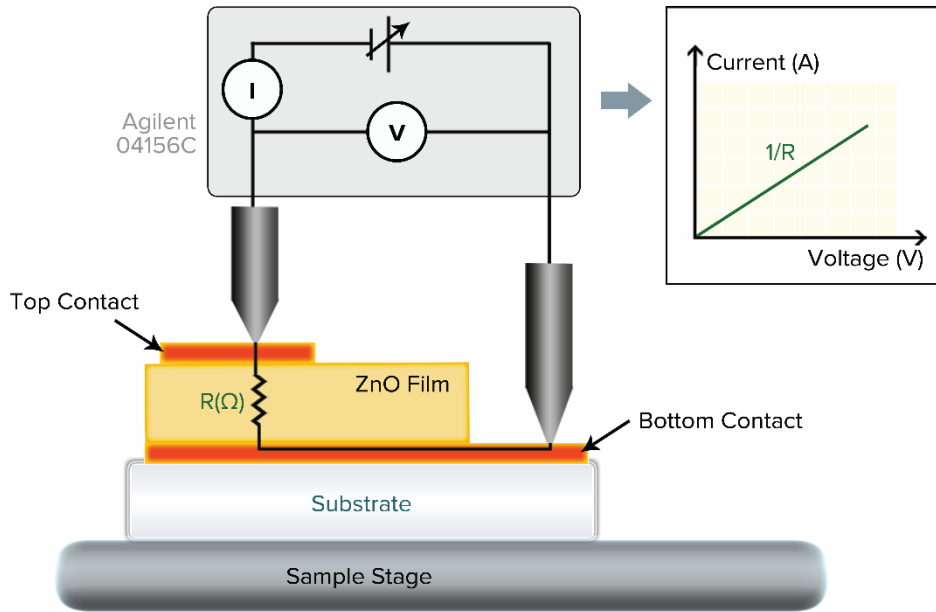 Agilent
04156C
I
V
Current (A)
1/R
Voltage (V)
Top Contact
ZnO Film
R(Ω)
Bottom Contact
Substrate
Sample Stage